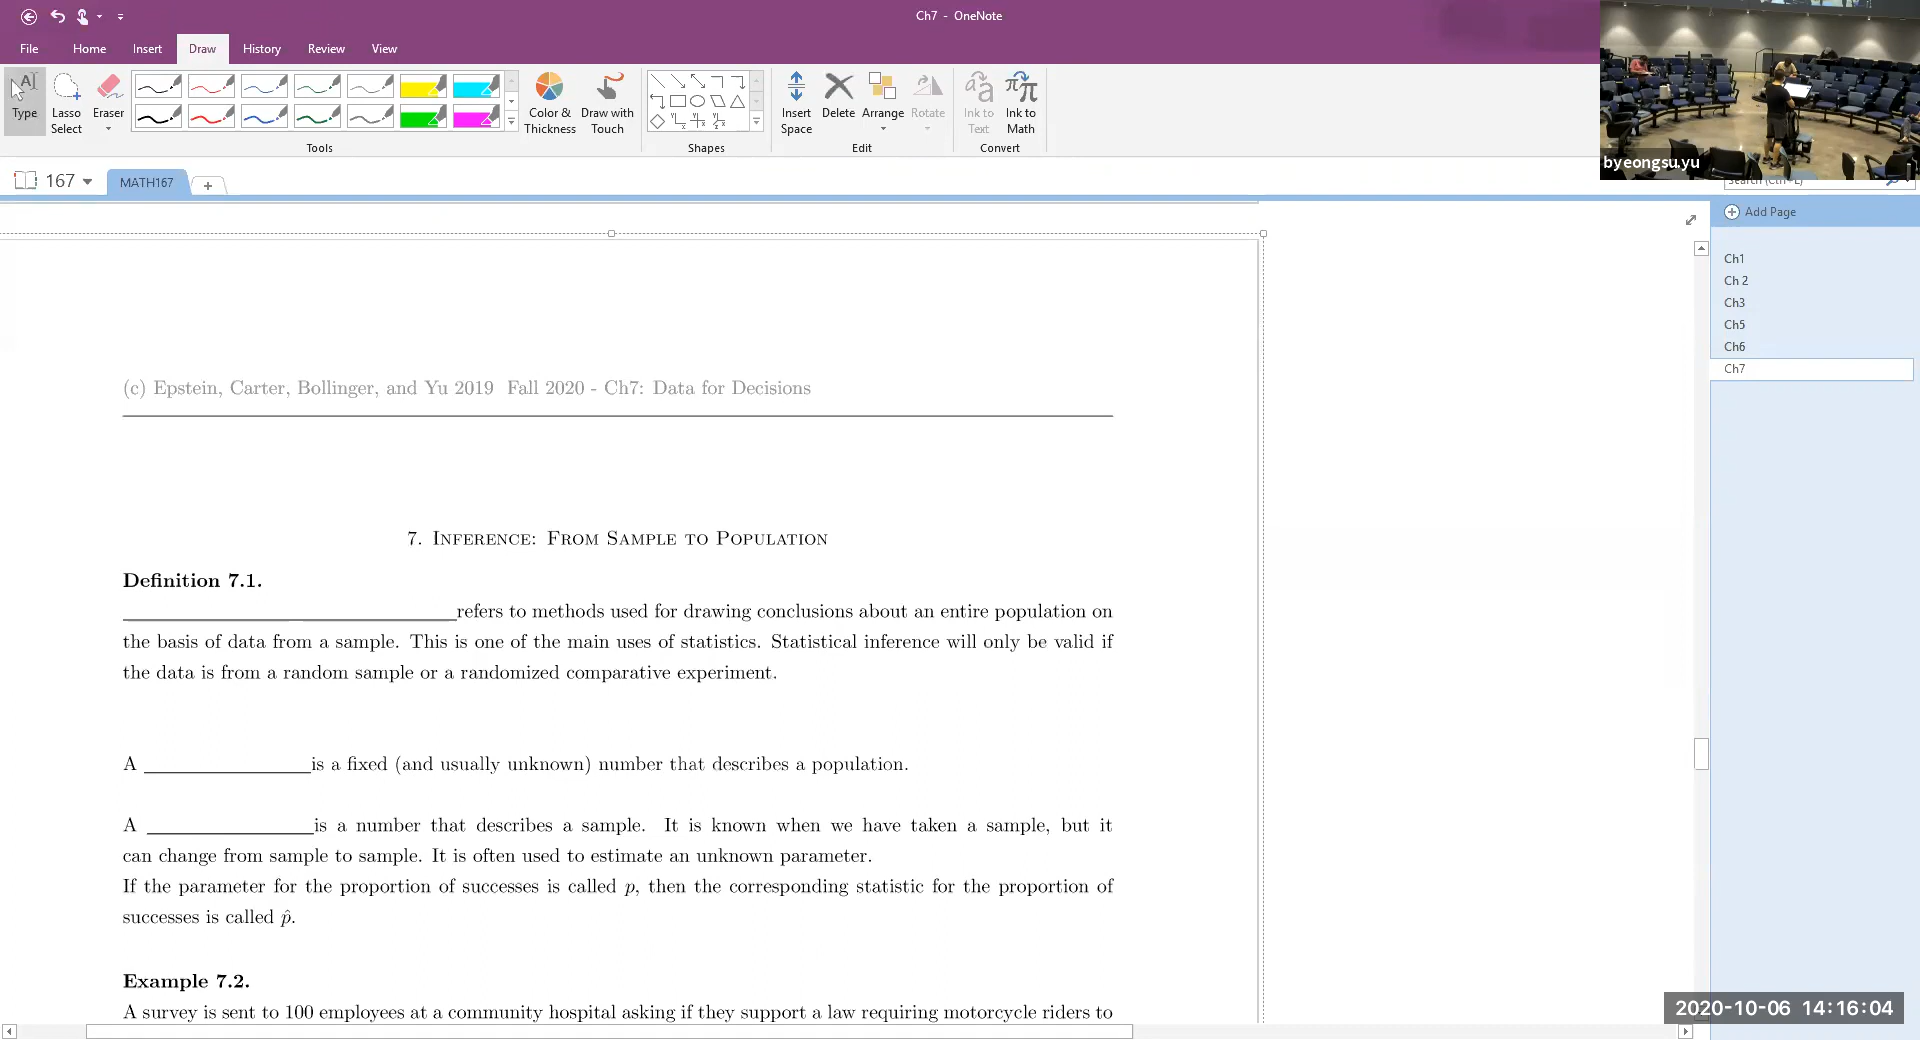 Ch7 - OneNote
File Home Insert Draw History Review View
Type
Lasso Select
Eraser
Color & Thickness
Draw with Touch
Insert Space
Delete
Arrange
Rotate
Ink to Text
Ink to Math
Tools Shapes Edit Convert
byeongsu.yu
167 MATH167
Search (Ctrl+E)
Add Page
Ch1
Ch 2
Ch3
Ch5
Ch6
Ch7
(c) Epstein, Carter, Bollinger, and Yu 2019 Fall 2020 - Ch7: Data for Decisions
7. Inference: From Sample to Population
Definition 7.1.
refers to methods used for drawing conclusions about an entire population on
the basis of data from a sample. This is one of the main uses of statistics. Statistical inference will only be valid if
the data is from a random sample or a randomized comparative experiment.
A ________________is a fixed (and usually unknown) number that describes a population.
A ________________is a number that describes a sample. It is known when we have taken a sample, but it
can change from sample to sample. It is often used to estimate an unknown parameter.
If the parameter for the proportion of successes is called p, then the corresponding statistic for the proportion of
successes is called p̂.
Example 7.2.
A survey is sent to 100 employees at a community hospital asking if they support a law requiring motorcycle riders to
2020-10-06 14:16:04